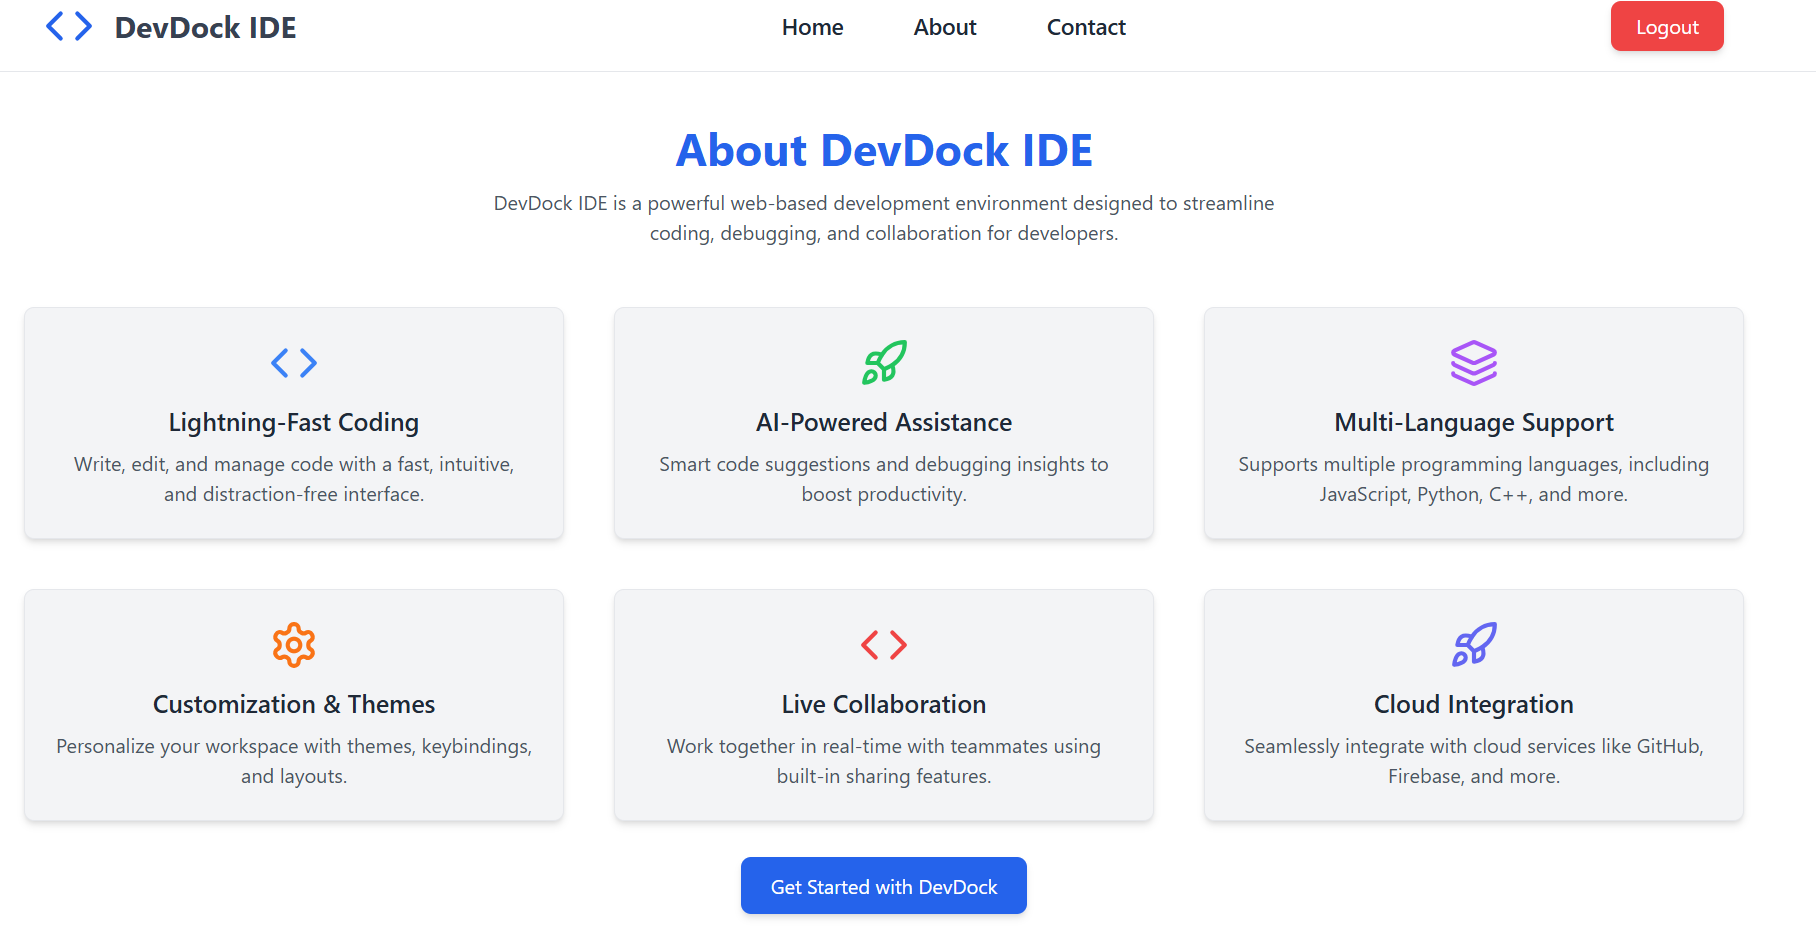 DevDock IDE
Home
About
Contact
Logout
About DevDock IDE
DevDock IDE is a powerful web-based development environment designed to streamline
coding, debugging, and collaboration for developers.
Lightning-Fast Coding
Write, edit, and manage code with a fast, intuitive,
and distraction-free interface.
AI-Powered Assistance
Smart code suggestions and debugging insights to
boost productivity.
Multi-Language Support
Supports multiple programming languages, including
JavaScript, Python, C++, and more.
Customization & Themes
Personalize your workspace with themes, keybindings,
and layouts.
Live Collaboration
Work together in real-time with teammates using
built-in sharing features.
Cloud Integration
Seamlessly integrate with cloud services like GitHub,
Firebase, and more.
Get Started with DevDock